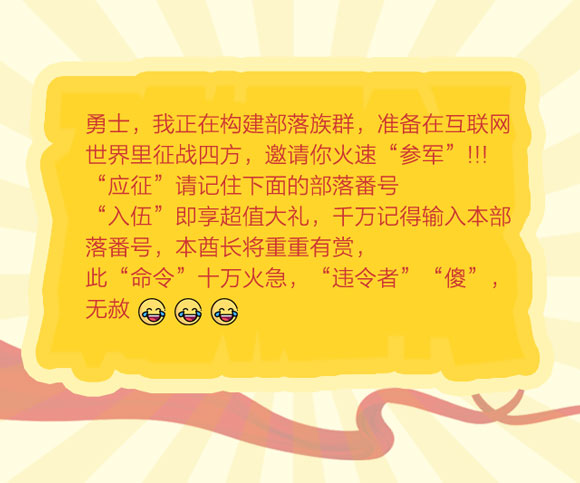 勇士，我正在构建部落族群，准备在互联网
世界里征战四方，邀请你火速“参军”!!!
“应征”请记住下面的部落番号
“入伍”即享超值大礼，千万记得输入本部
落番号，本酋长将重重有赏，
此“命令”十万火急，“违令者”“傻”，
无赦😂😂😂